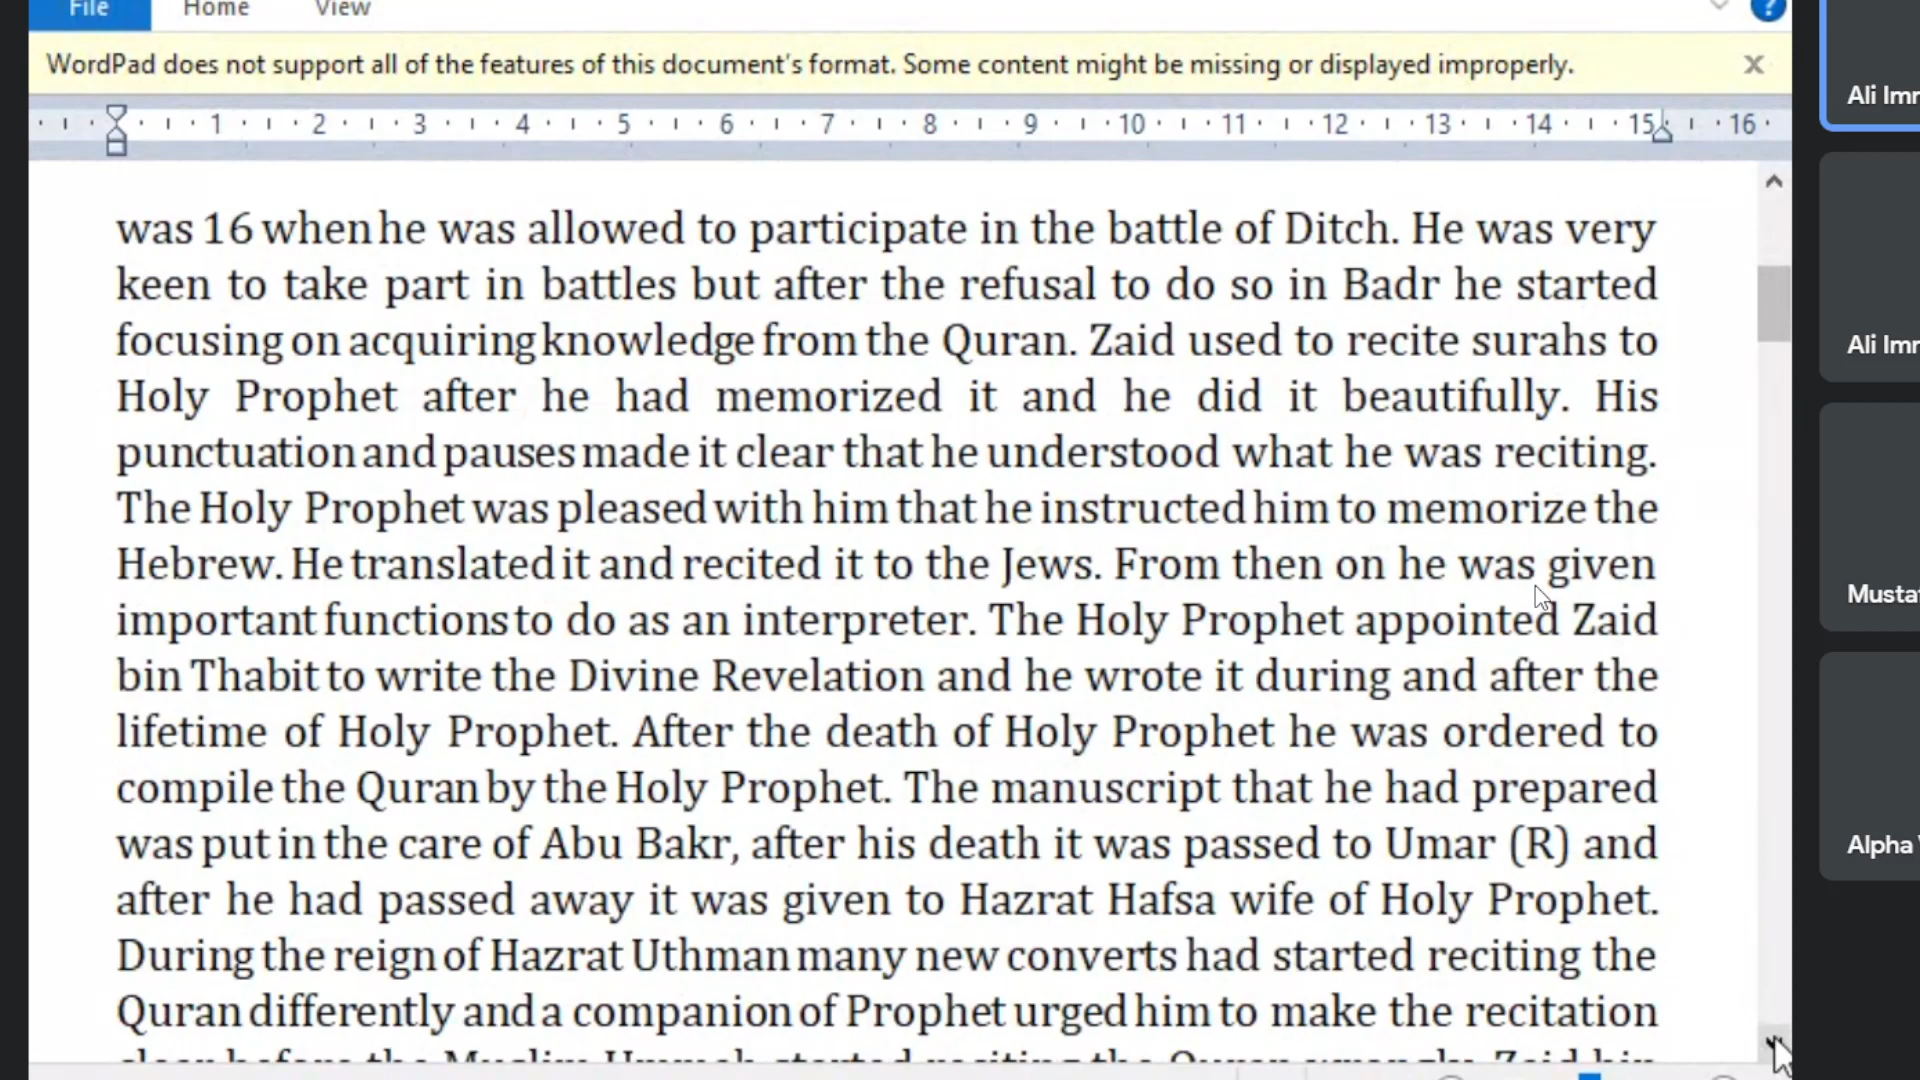 File Home View
WordPad does not support all of the features of this document's format. Some content might be missing or displayed improperly.
1 2 3 4 5 6 7 8 9 10 11 12 13 14 15 16
was 16 when he was allowed to participate in the battle of Ditch. He was very
keen to take part in battles but after the refusal to do so in Badr he started
focusing on acquiring knowledge from the Quran. Zaid used to recite surahs to
Holy Prophet after he had memorized it and he did it beautifully. His
punctuation and pauses made it clear that he understood what he was reciting.
The Holy Prophet was pleased with him that he instructed him to memorize the
Hebrew. He translated it and recited it to the Jews. From then on he was given
important functions to do as an interpreter. The Holy Prophet appointed Zaid
bin Thabit to write the Divine Revelation and he wrote it during and after the
lifetime of Holy Prophet. After the death of Holy Prophet he was ordered to
compile the Quran by the Holy Prophet. The manuscript that he had prepared
was put in the care of Abu Bakr, after his death it was passed to Umar (R) and
after he had passed away it was given to Hazrat Hafsa wife of Holy Prophet.
During the reign of Hazrat Uthman many new converts had started reciting the
Quran differently and a companion of Prophet urged him to make the recitation
clear before the Muslim Ummah started reciting the Quran wrongly. Zaid bin
Ali Imr
Ali Imr
Musta
Alpha